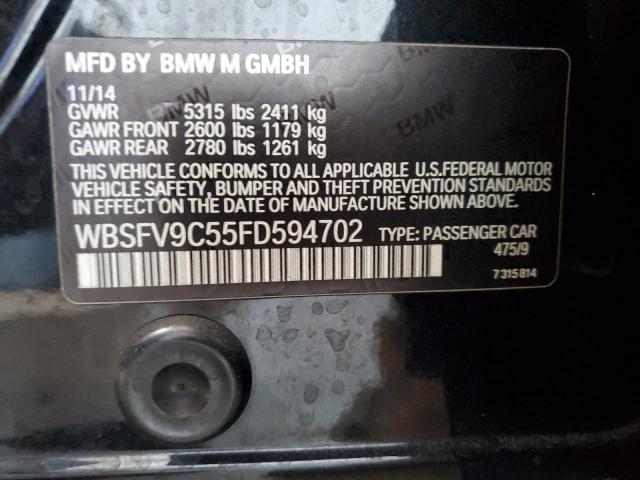 MFD BY BMW M GMBH
11/14
GVWR 5315 lbs 2411 kg
GAWR FRONT 2600 lbs 1179 kg
GAWR REAR 2780 lbs 1261 kg
THIS VEHICLE CONFORMS TO ALL APPLICABLE U.S.FEDERAL MOTOR
VEHICLE SAFETY, BUMPER AND THEFT PREVENTION STANDARDS
IN EFFECT ON THE DATE OF MANUFACTURE SHOWN ABOVE.
WBSFV9C55FD594702 TYPE: PASSENGER CAR
475/9
7 315 814